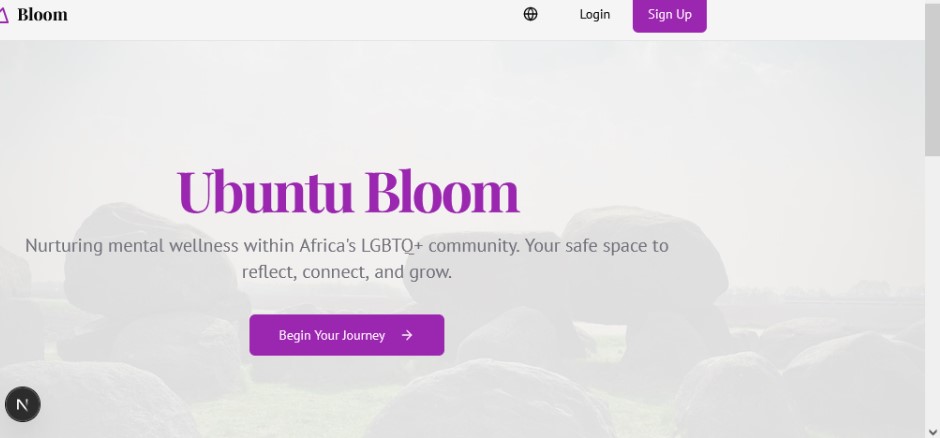 Bloom
Login
Sign Up
Ubuntu Bloom
Nurturing mental wellness within Africa's LGBTQ+ community. Your safe space to
reflect, connect, and grow.
Begin Your Journey
N